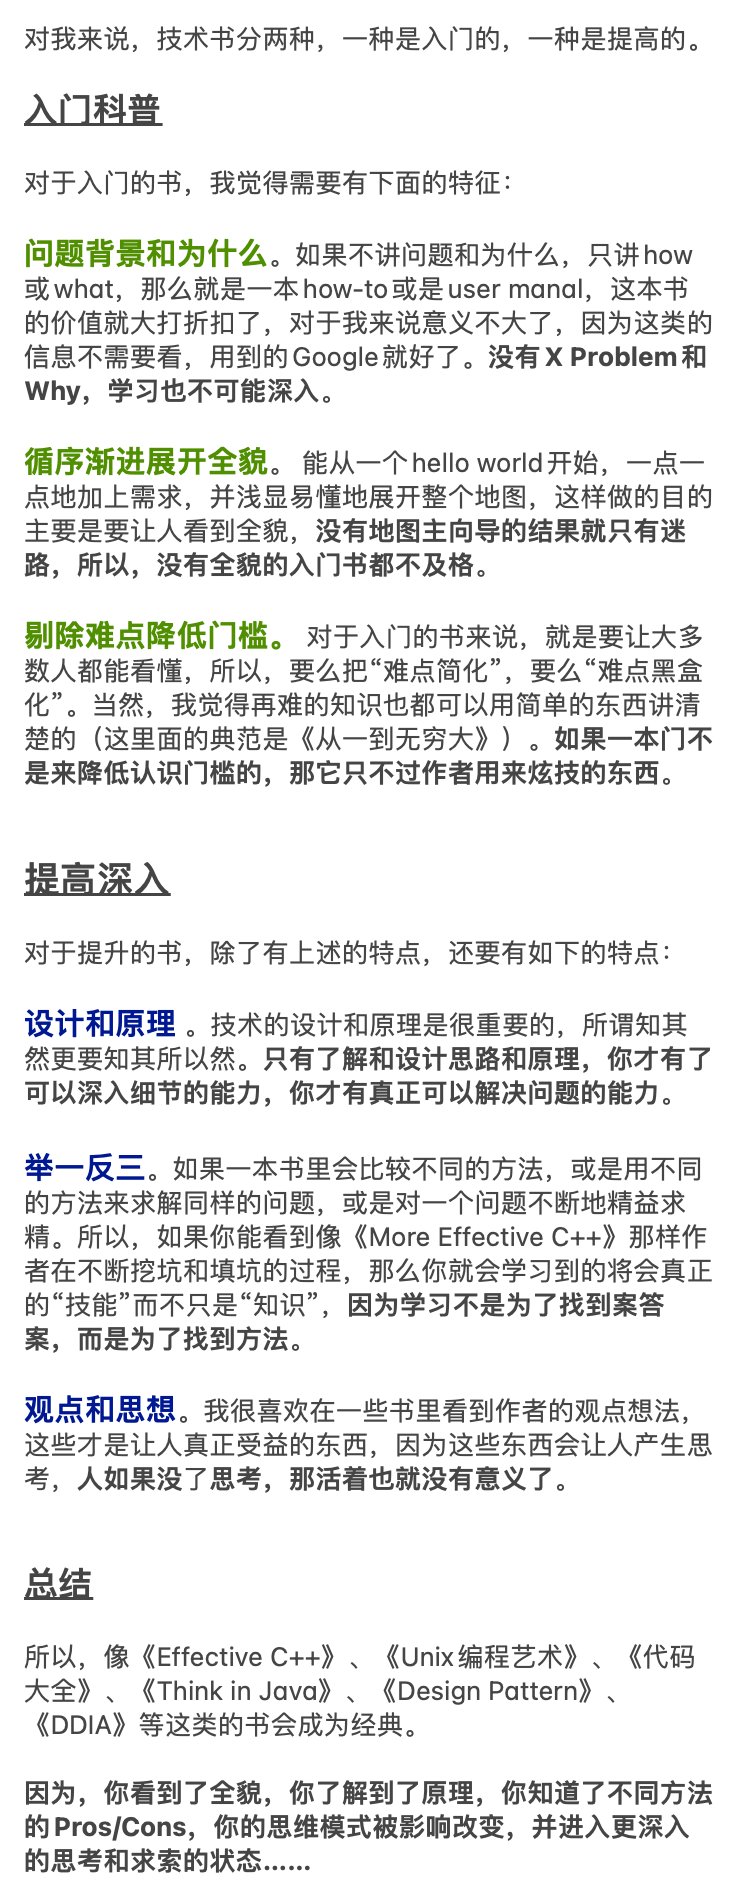 对我来说，技术书分两种，一种是入门的，一种是提高的。
入门科普
对于入门的书，我觉得需要有下面的特征：
问题背景和为什么。如果不讲问题和为什么，只讲how
或what，那么就是一本how-to或是user manal，这本书
的价值就大打折扣了，对于我来说意义不大了，因为这类的
信息不需要看，用到的Google就好了。没有X Problem和
Why，学习也不可能深入。
循序渐进展开全貌。 能从一个hello world开始，一点一
点地加上需求，并浅显易懂地展开整个地图，这样做的目的
主要是要让人看到全貌，没有地图主向导的结果就只有迷
路，所以，没有全貌的入门书都不及格。
剔除难点降低门槛。 对于入门的书来说，就是要让大多
数人都能看懂，所以，要么把“难点简化”，要么“难点黑盒
化”。当然，我觉得再难的知识也都可以用简单的东西讲清
楚的（这里面的典范是《从一到无穷大》）。如果一本门不
是来降低认识门槛的，那它只不过作者用来炫技的东西。
提高深入
对于提升的书，除了有上述的特点，还要有如下的特点：
设计和原理 。技术的设计和原理是很重要的，所谓知其
然更要知其所以然。只有了解和设计思路和原理，你才有了
可以深入细节的能力，你才有真正可以解决问题的能力。
举一反三。如果一本书里会比较不同的方法，或是用不同
的方法来求解同样的问题，或是对一个问题不断地精益求
精。所以，如果你能看到像《More Effective C++》那样作
者在不断挖坑和填坑的过程，那么你就会学习到的将会真正
的“技能”而不只是“知识”，因为学习不是为了找到案答
案，而是为了找到方法。
观点和思想。我很喜欢在一些书里看到作者的观点想法，
这些才是让人真正受益的东西，因为这些东西会让人产生思
考，人如果没了思考，那活着也就没有意义了。
总结
所以，像《Effective C++》、《Unix编程艺术》、《代码
大全》、《Think in Java》、《Design Pattern》、
《DDIA》等这类的书会成为经典。
因为，你看到了全貌，你了解到了原理，你知道了不同方法
的Pros/Cons，你的思维模式被影响改变，并进入更深入
的思考和求索的状态……